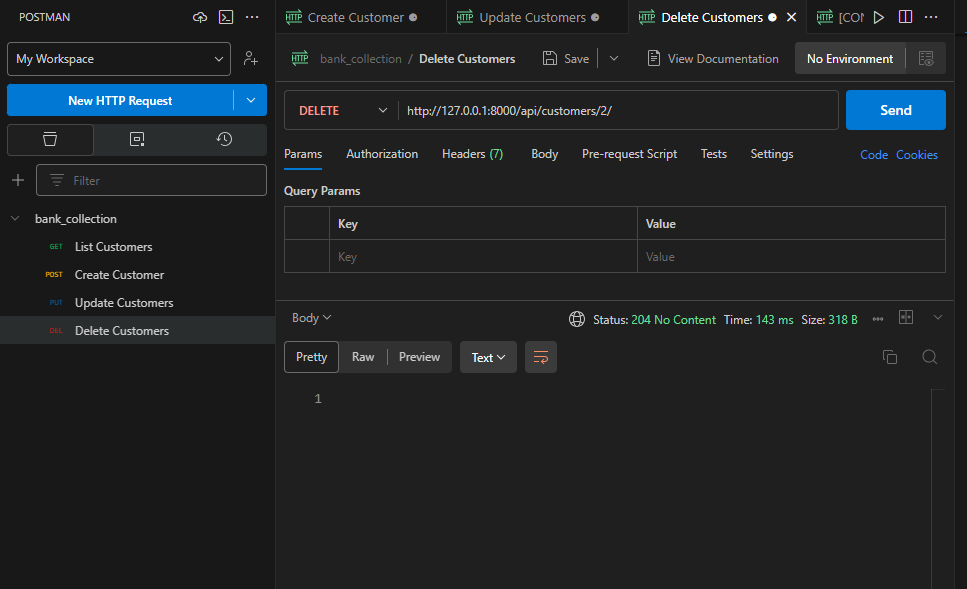 POSTMAN
My Workspace
New HTTP Request
Filter
bank_collection
GET List Customers
POST Create Customer
PUT Update Customers
DEL Delete Customers
HTTP Create Customer
HTTP Update Customers
HTTP Delete Customers
HTTP [CON
HTTP bank_collection / Delete Customers
Save
View Documentation
No Environment
DELETE
http://127.0.0.1:8000/api/customers/2/
Send
Params Authorization Headers (7) Body Pre-request Script Tests Settings Code Cookies
Query Params
Key Value
Key Value
Body
Status: 204 No Content Time: 143 ms Size: 318 B
Pretty Raw Preview Text
1